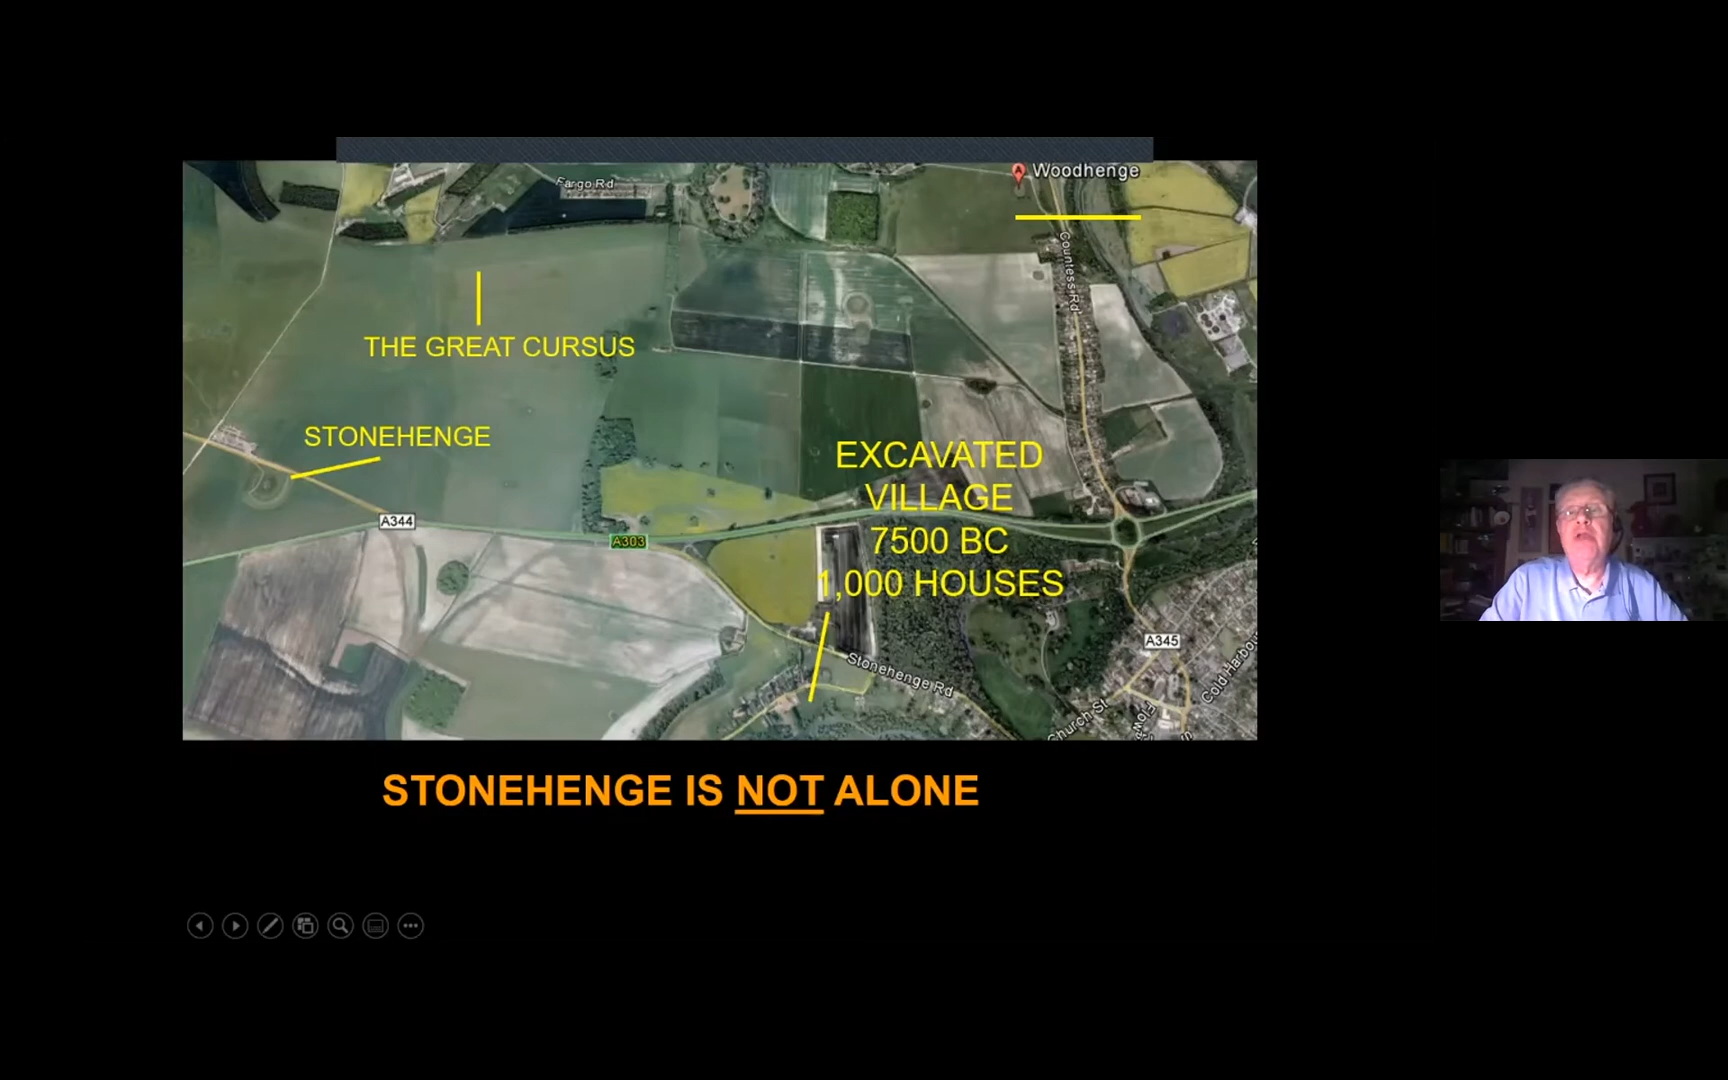 Fargo Rd
A Woodhenge
Countess Rd
THE GREAT CURSUS
STONEHENGE
EXCAVATED
VILLAGE
7500 BC
1,000 HOUSES
A344
A303
A345
Stonehenge Rd
Church St
Cold Harbou
STONEHENGE IS NOT ALONE